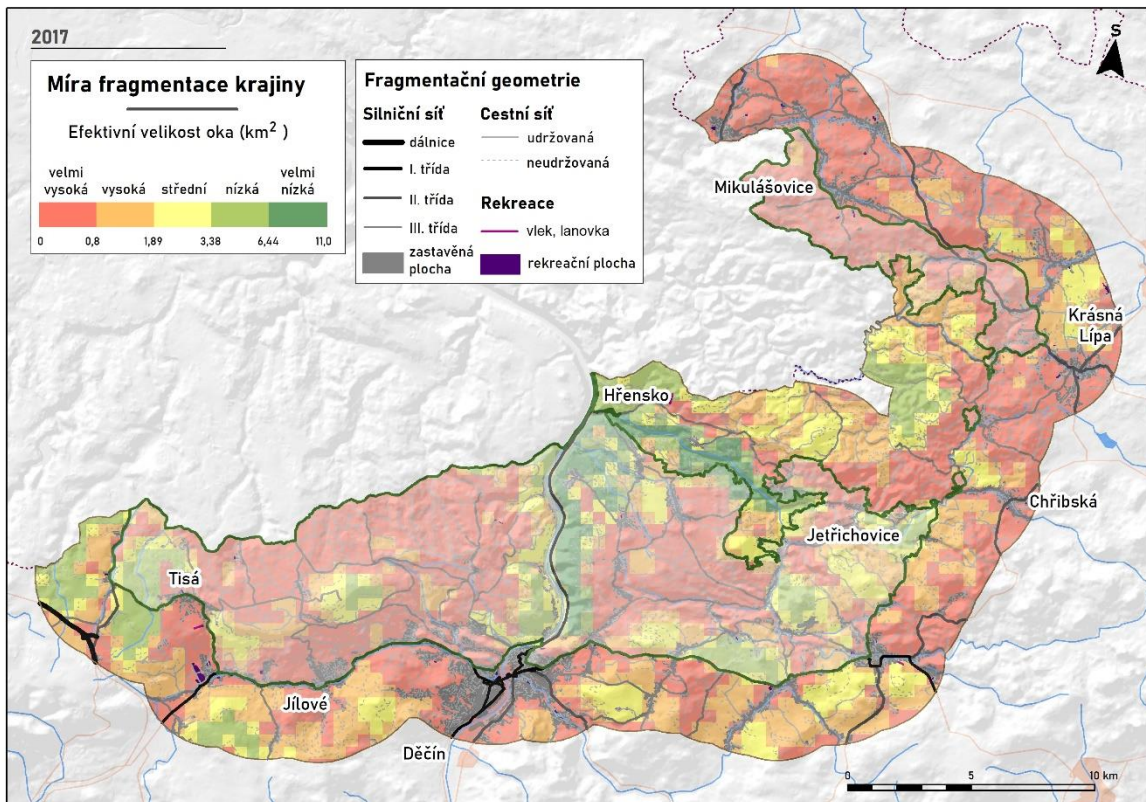 2017
Míra fragmentace krajiny
Efektivní velikost oka (km²)
velmi vysoká
vysoká
střední
nízká
velmi nízká
0 0,8 1,89 3,38 6,44 11,0
Fragmentační geometrie
Silniční síť
dálnice
I. třída
II. třída
III. třída
zastavěná
plocha
Cestní síť
udržovaná
neudržovaná
Rekreace
vlek, lanovka
rekreační plocha
S
Mikulášovice
Krásná
Lípa
Hřensko
Chřibská
Jetřichovice
Tisá
Jílové
Děčín
0 5 10 km